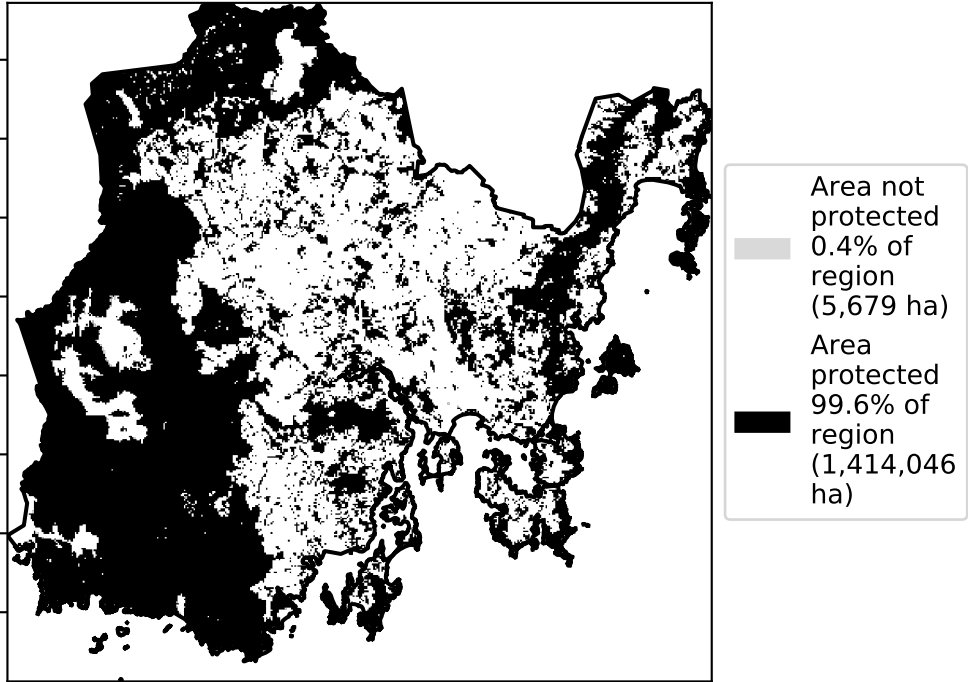 Area not
protected
0.4% of
region
(5,679 ha)
Area
protected
99.6% of
region
(1,414,046
ha)